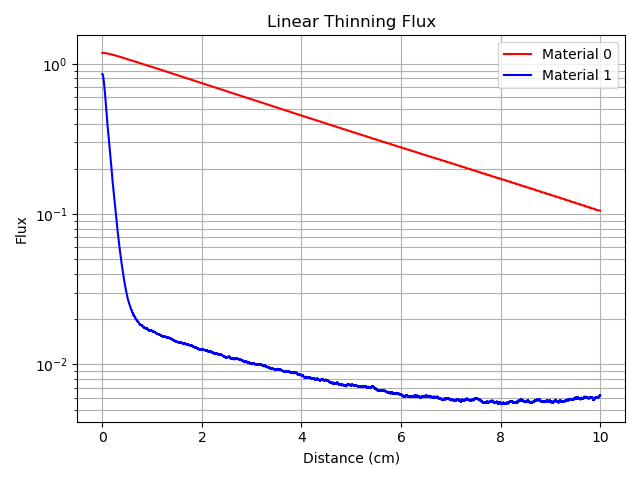 Linear Thinning Flux
Material 0
Material 1
10⁰
10⁻¹
10⁻²
Flux
0 2 4 6 8 10
Distance (cm)